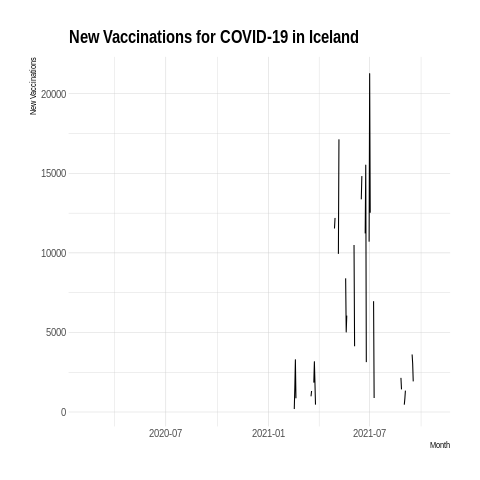 New Vaccinations for COVID-19 in Iceland
New Vaccinations
20000
15000
10000
5000
0
2020-07 2021-01 2021-07
Month